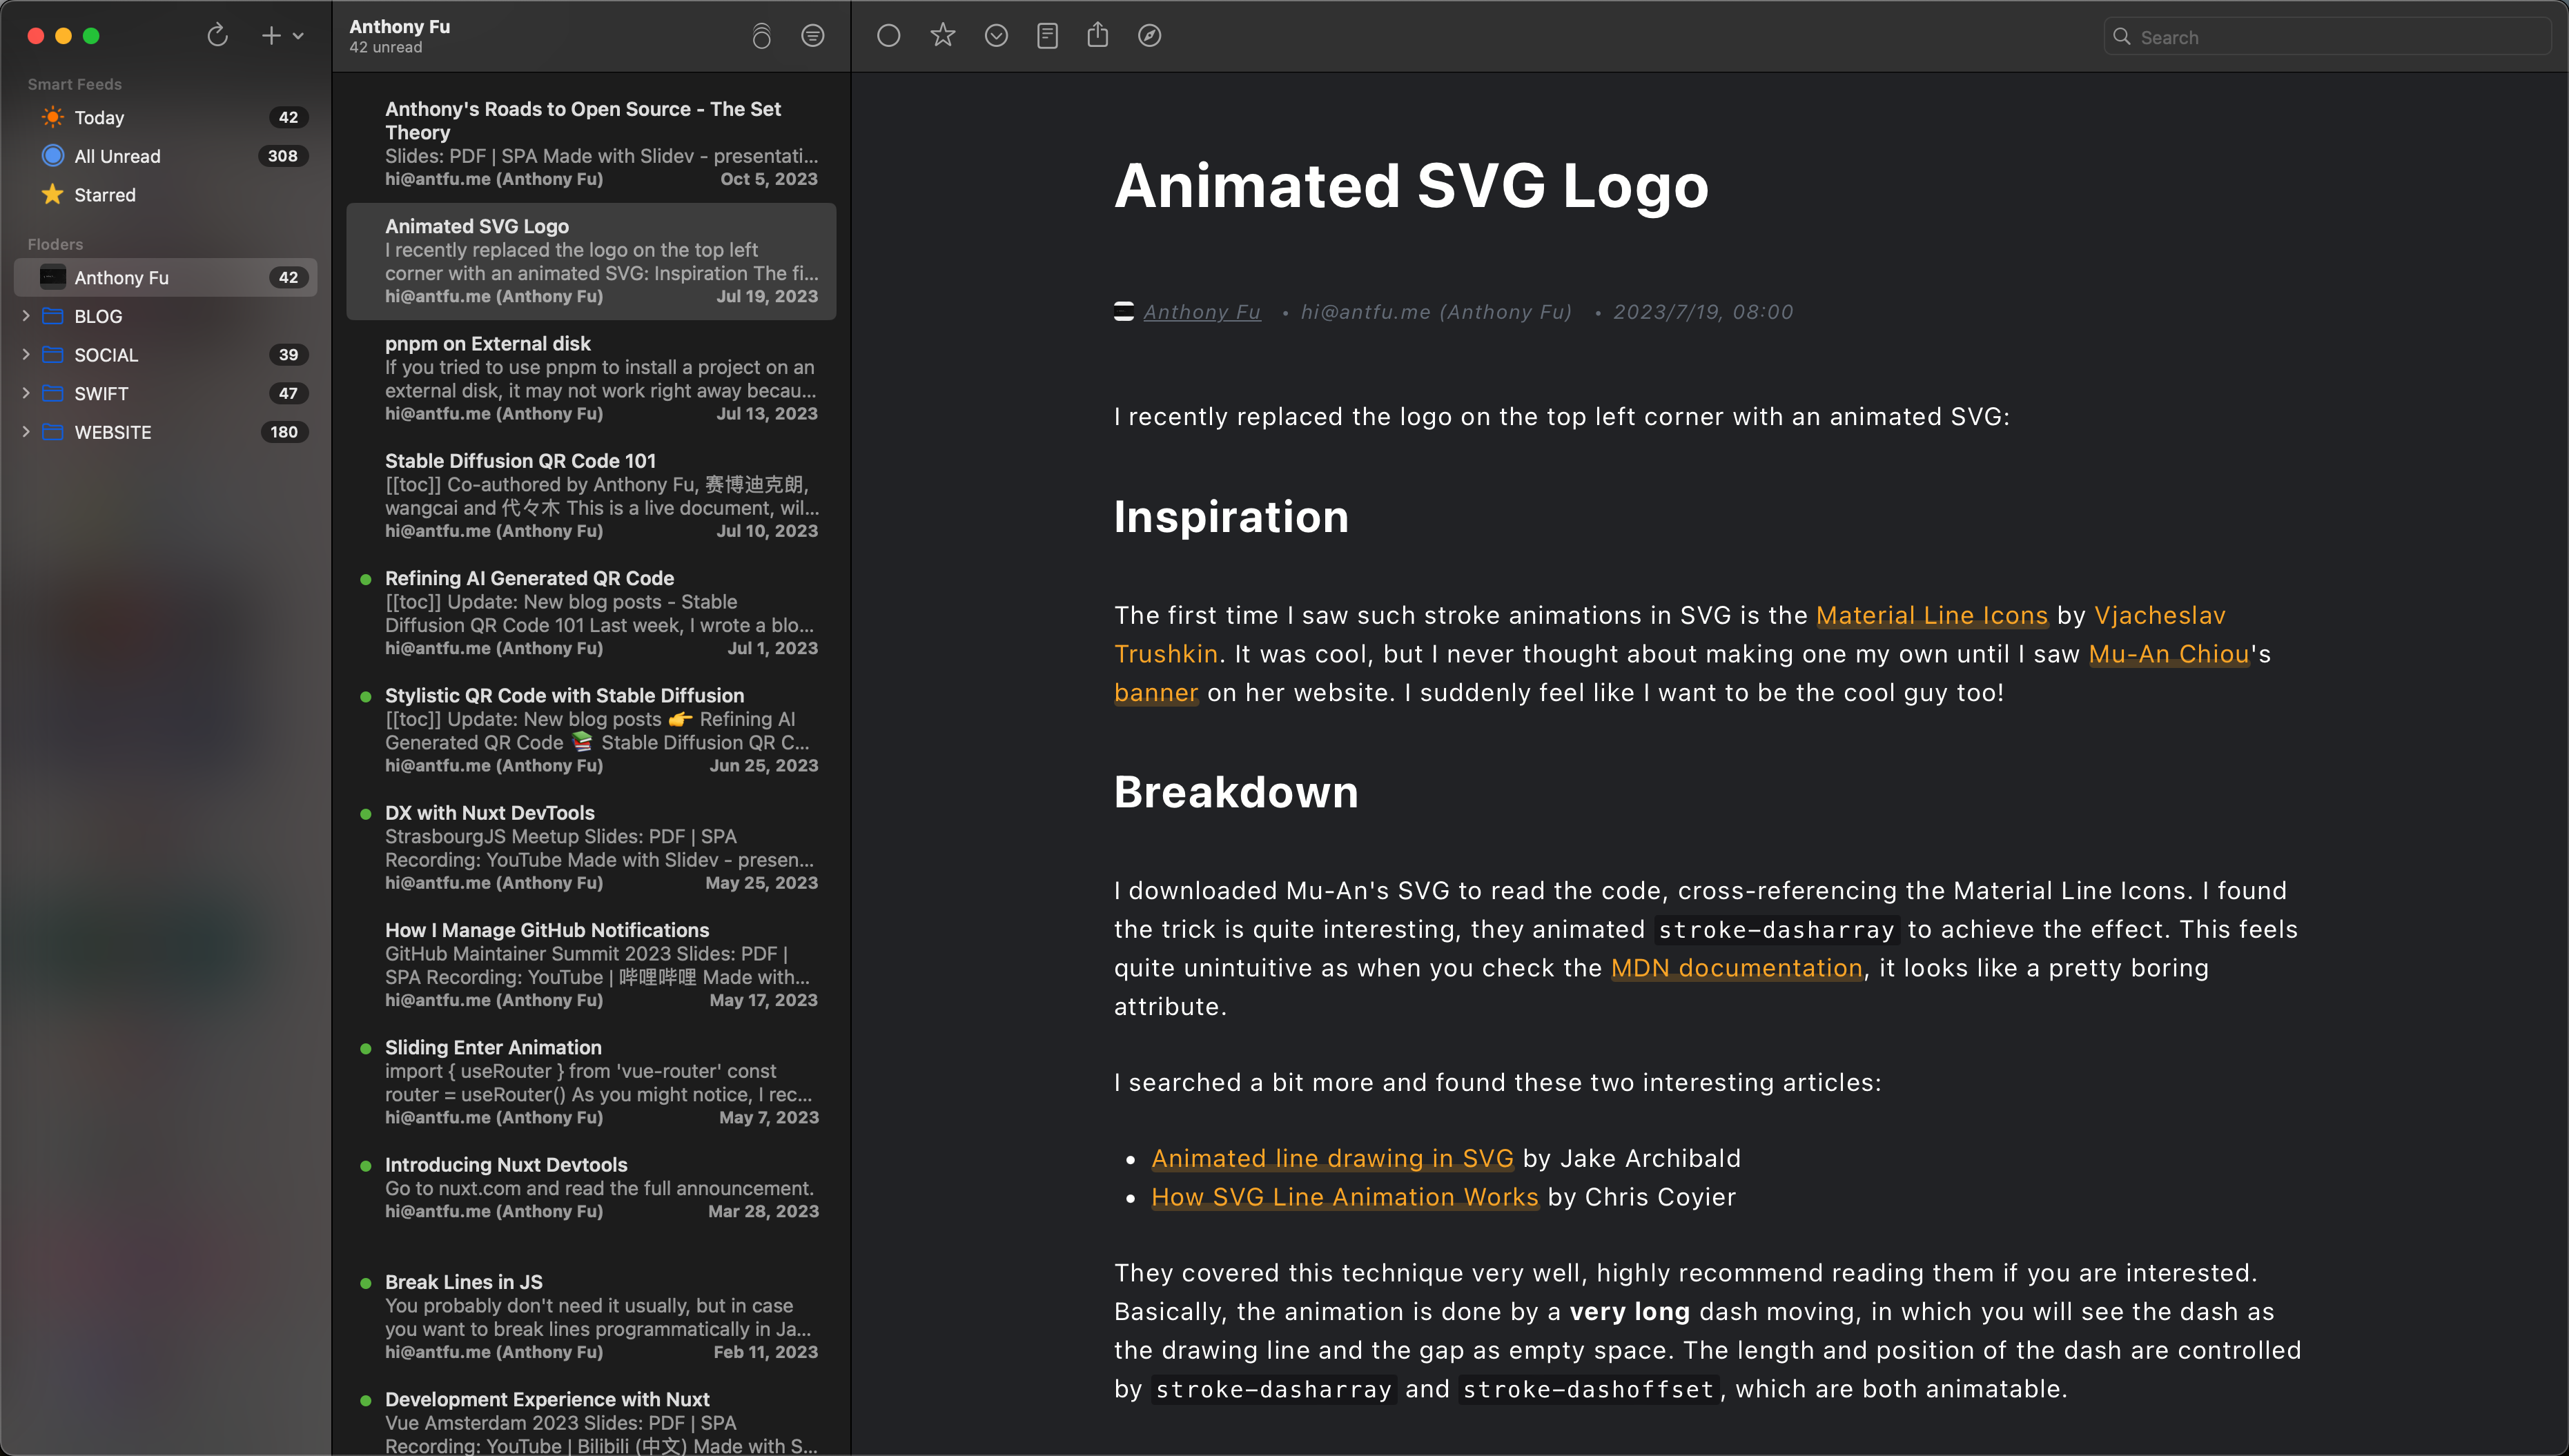 Smart Feeds
Today 42
All Unread 308
Starred
Floders
Anthony Fu 42
BLOG
SOCIAL 39
SWIFT 47
WEBSITE 180
Anthony Fu
42 unread
Anthony's Roads to Open Source - The Set
Theory
Slides: PDF | SPA Made with Slidev - presentati...
hi@antfu.me (Anthony Fu) Oct 5, 2023
Animated SVG Logo
I recently replaced the logo on the top left
corner with an animated SVG: Inspiration The fi...
hi@antfu.me (Anthony Fu) Jul 19, 2023
pnpm on External disk
If you tried to use pnpm to install a project on an
external disk, it may not work right away becau...
hi@antfu.me (Anthony Fu) Jul 13, 2023
Stable Diffusion QR Code 101
[[toc]] Co-authored by Anthony Fu, 赛博迪克朗,
wangcai and 代々木 This is a live document, wil...
hi@antfu.me (Anthony Fu) Jul 10, 2023
Refining AI Generated QR Code
[[toc]] Update: New blog posts - Stable
Diffusion QR Code 101 Last week, I wrote a blo...
hi@antfu.me (Anthony Fu) Jul 1, 2023
Stylistic QR Code with Stable Diffusion
[[toc]] Update: New blog posts 👉 Refining AI
Generated QR Code 📚 Stable Diffusion QR C...
hi@antfu.me (Anthony Fu) Jun 25, 2023
DX with Nuxt DevTools
StrasbourgJS Meetup Slides: PDF | SPA
Recording: YouTube Made with Slidev - presen...
hi@antfu.me (Anthony Fu) May 25, 2023
How I Manage GitHub Notifications
GitHub Maintainer Summit 2023 Slides: PDF |
SPA Recording: YouTube | 哔哩哔哩 Made with...
hi@antfu.me (Anthony Fu) May 17, 2023
Sliding Enter Animation
import { useRouter } from 'vue-router' const
router = useRouter() As you might notice, I rec...
hi@antfu.me (Anthony Fu) May 7, 2023
Introducing Nuxt Devtools
Go to nuxt.com and read the full announcement.
hi@antfu.me (Anthony Fu) Mar 28, 2023
Break Lines in JS
You probably don't need it usually, but in case
you want to break lines programmatically in Ja...
hi@antfu.me (Anthony Fu) Feb 11, 2023
Development Experience with Nuxt
Vue Amsterdam 2023 Slides: PDF | SPA
Recording: YouTube | Bilibili (中文) Made with S...
Search
Animated SVG Logo
Anthony Fu • hi@antfu.me (Anthony Fu) • 2023/7/19, 08:00
I recently replaced the logo on the top left corner with an animated SVG:
Inspiration
The first time I saw such stroke animations in SVG is the Material Line Icons by Vjacheslav
Trushkin. It was cool, but I never thought about making one my own until I saw Mu-An Chiou's
banner on her website. I suddenly feel like I want to be the cool guy too!
Breakdown
I downloaded Mu-An's SVG to read the code, cross-referencing the Material Line Icons. I found
the trick is quite interesting, they animated stroke-dasharray to achieve the effect. This feels
quite unintuitive as when you check the MDN documentation, it looks like a pretty boring
attribute.
I searched a bit more and found these two interesting articles:
• Animated line drawing in SVG by Jake Archibald
• How SVG Line Animation Works by Chris Coyier
They covered this technique very well, highly recommend reading them if you are interested.
Basically, the animation is done by a very long dash moving, in which you will see the dash as
the drawing line and the gap as empty space. The length and position of the dash are controlled
by stroke-dasharray and stroke-dashoffset, which are both animatable.